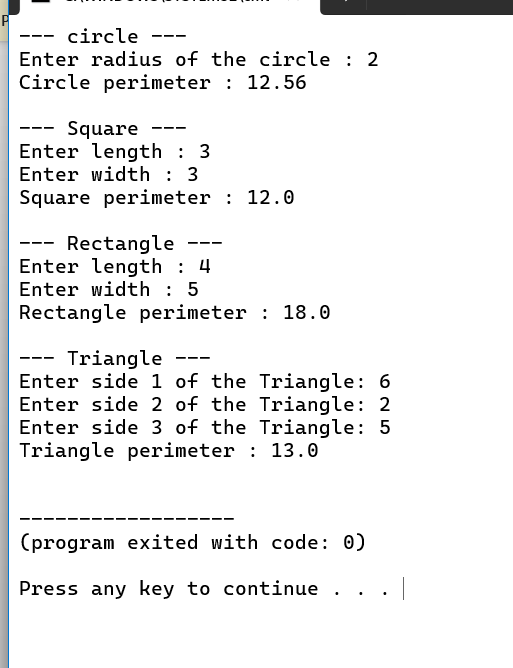 --- circle ---
Enter radius of the circle : 2
Circle perimeter : 12.56
--- Square ---
Enter length : 3
Enter width : 3
Square perimeter : 12.0
--- Rectangle ---
Enter length : 4
Enter width : 5
Rectangle perimeter : 18.0
--- Triangle ---
Enter side 1 of the Triangle: 6
Enter side 2 of the Triangle: 2
Enter side 3 of the Triangle: 5
Triangle perimeter : 13.0
------------------
(program exited with code: 0)
Press any key to continue . . .